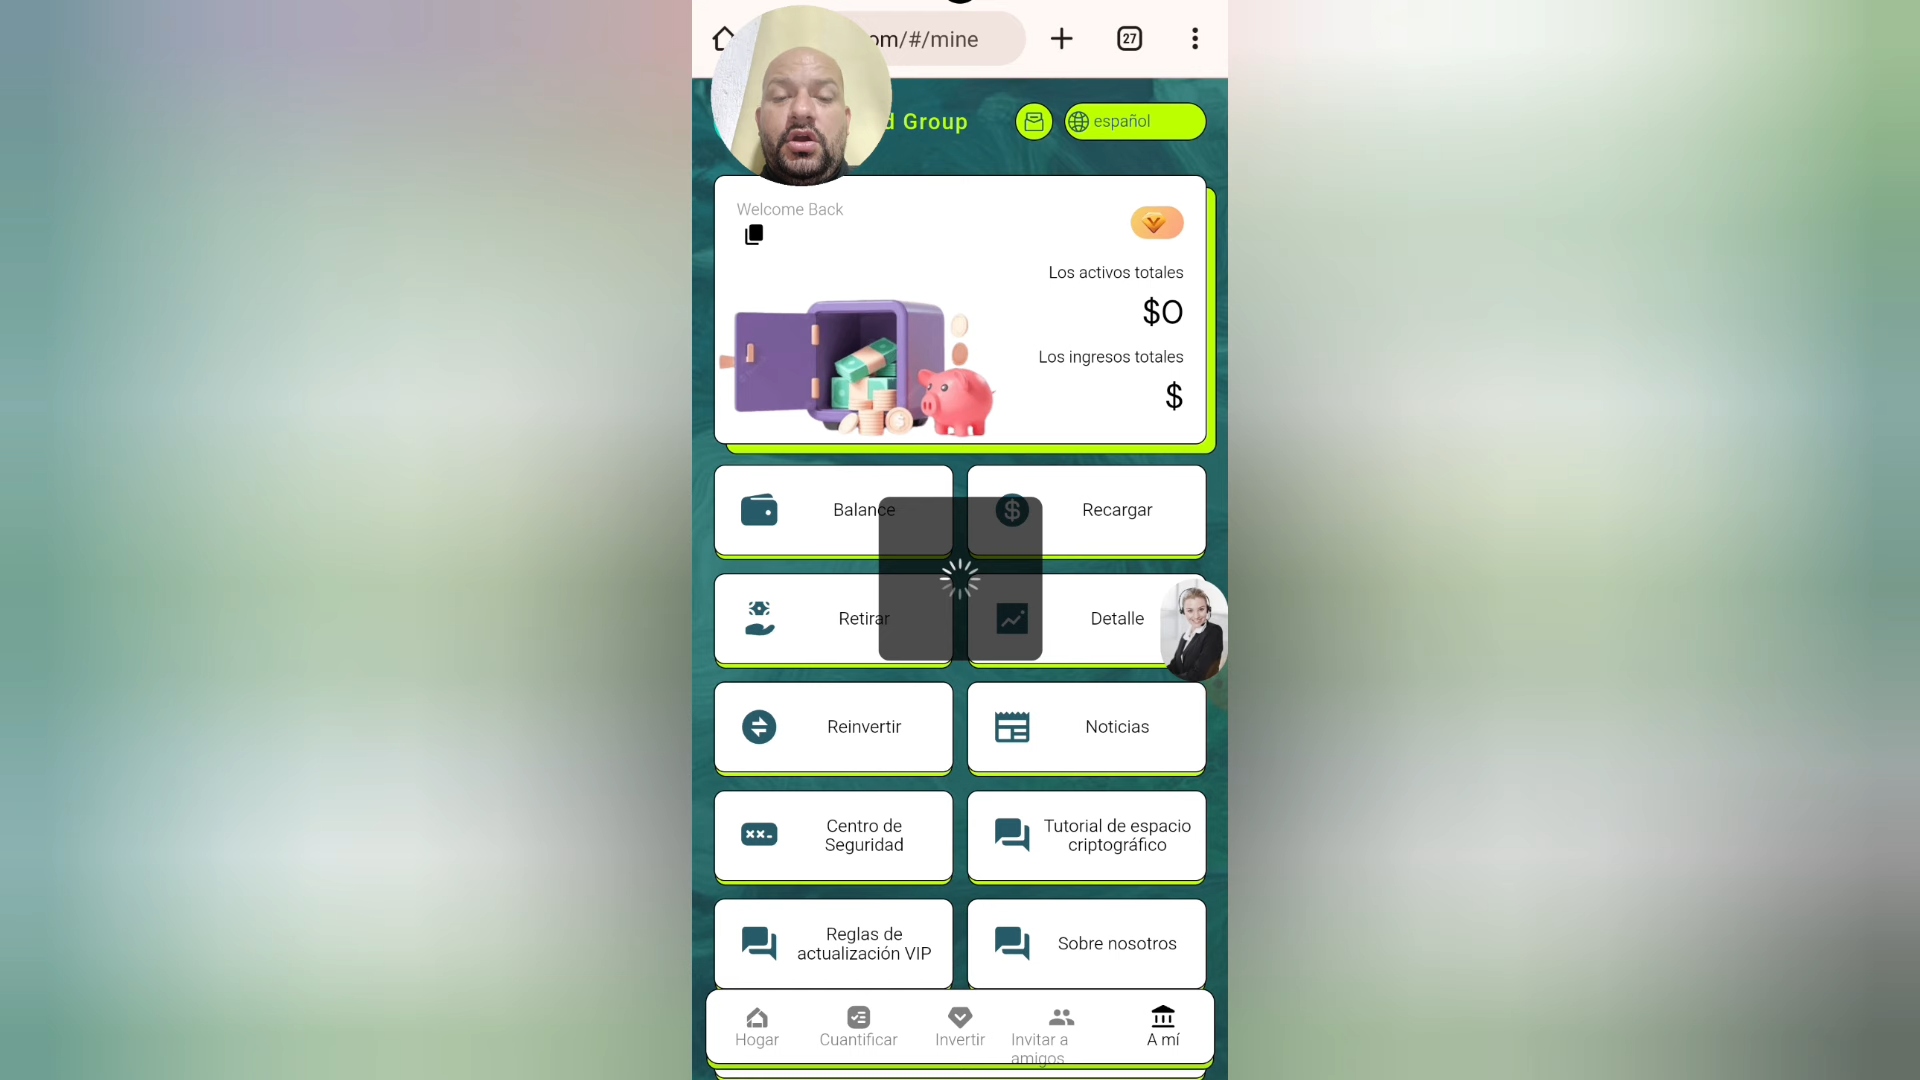 om/#/mine
27
d Group
español
Welcome Back
Los activos totales
$0
Los ingresos totales
$
Balance
Recargar
Retirar
Detalle
Reinvertir
Noticias
Centro de
Seguridad
Tutorial de espacio
criptográfico
Reglas de
actualización VIP
Sobre nosotros
Hogar
Cuantificar
Invertir
Invitar a
amigos
A mí